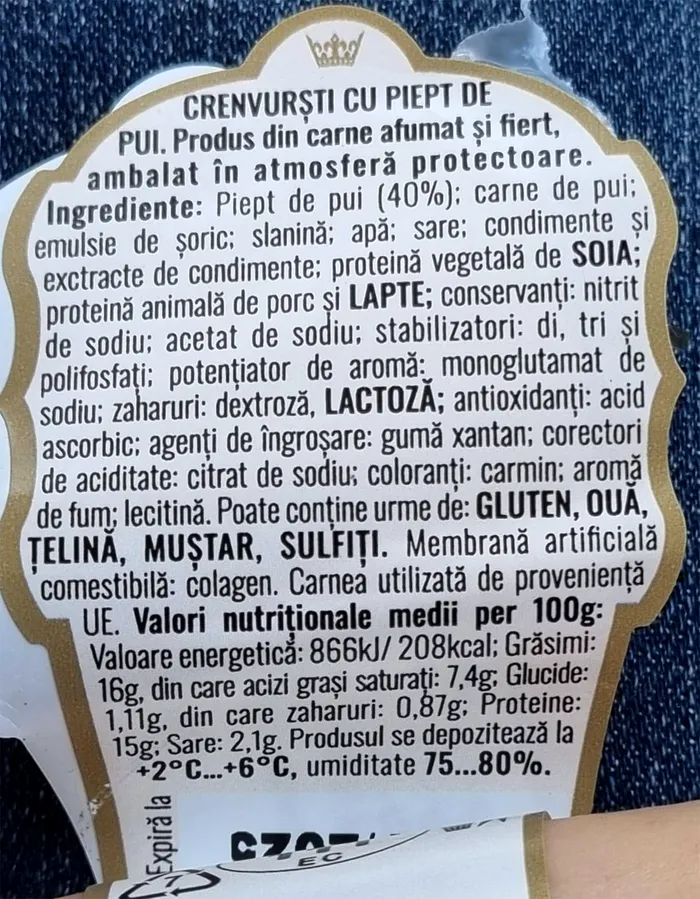 CRENVURȘTI CU PIEPT DE
PUI. Produs din carne afumat și fiert,
ambalat în atmosferă protectoare.
Ingrediente: Piept de pui (40%); carne de pui;
emulsie de șoric; slanină; apă; sare; condimente și
exctracte de condimente; proteină vegetală de SOIA;
proteină animală de porc și LAPTE; conservanți: nitrit
de sodiu; acetat de sodiu; stabilizatori: di, tri și
polifosfați; potențiator de aromă: monoglutamat de
sodiu; zaharuri: dextroză, LACTOZĂ; antioxidanți: acid
ascorbic; agenți de îngroșare: gumă xantan; corectori
de aciditate: citrat de sodiu; coloranți: carmin; aromă
de fum; lecitină. Poate conține urme de: GLUTEN, OUĂ,
ȚELINĂ, MUȘTAR, SULFIȚI. Membrană artificială
comestibilă: colagen. Carnea utilizată de proveniență
UE. Valori nutriționale medii per 100g:
Valoare energetică: 866kJ/ 208kcal; Grăsimi:
16g, din care acizi grași saturați: 7,4g; Glucide:
1,11g, din care zaharuri: 0,87g; Proteine:
15g; Sare: 2,1g. Produsul se depozitează la
+2°C...+6°C, umiditate 75...80%.
Expiră la
EC